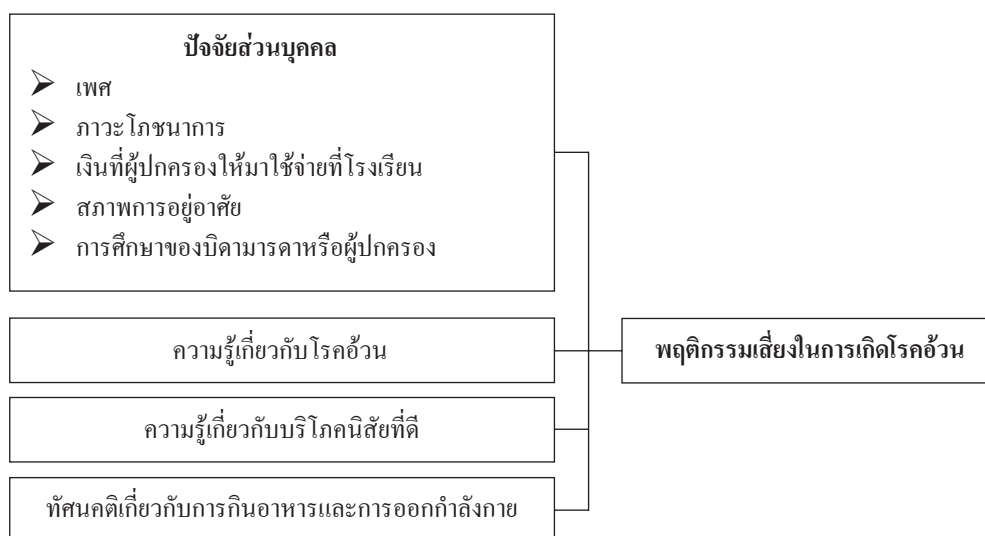 ปัจจัยส่วนบุคคล
➤ เพศ
➤ ภาวะโภชนาการ
➤ เงินที่ผู้ปกครองให้มาใช้จ่ายที่โรงเรียน
➤ สภาพการอยู่อาศัย
➤ การศึกษาของบิดามารดาหรือผู้ปกครอง
ความรู้เกี่ยวกับโรคอ้วน
พฤติกรรมเสี่ยงในการเกิดโรคอ้วน
ความรู้เกี่ยวกับบริโภคนิสัยที่ดี
ทัศนคติเกี่ยวกับการกินอาหารและการออกกำลังกาย